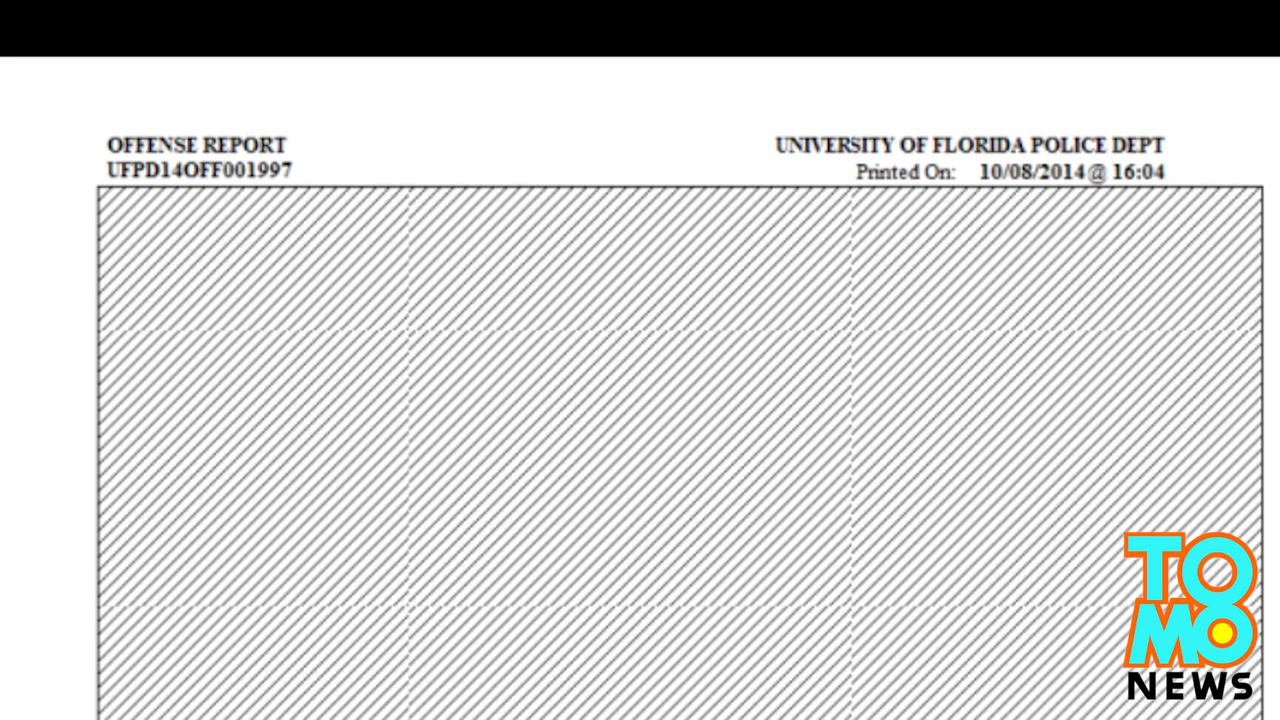 OFFENSE REPORT
UFPD14OFF001997
UNIVERSITY OF FLORIDA POLICE DEPT
Printed On: 10/08/2014@ 16:04
TOMO
NEWS